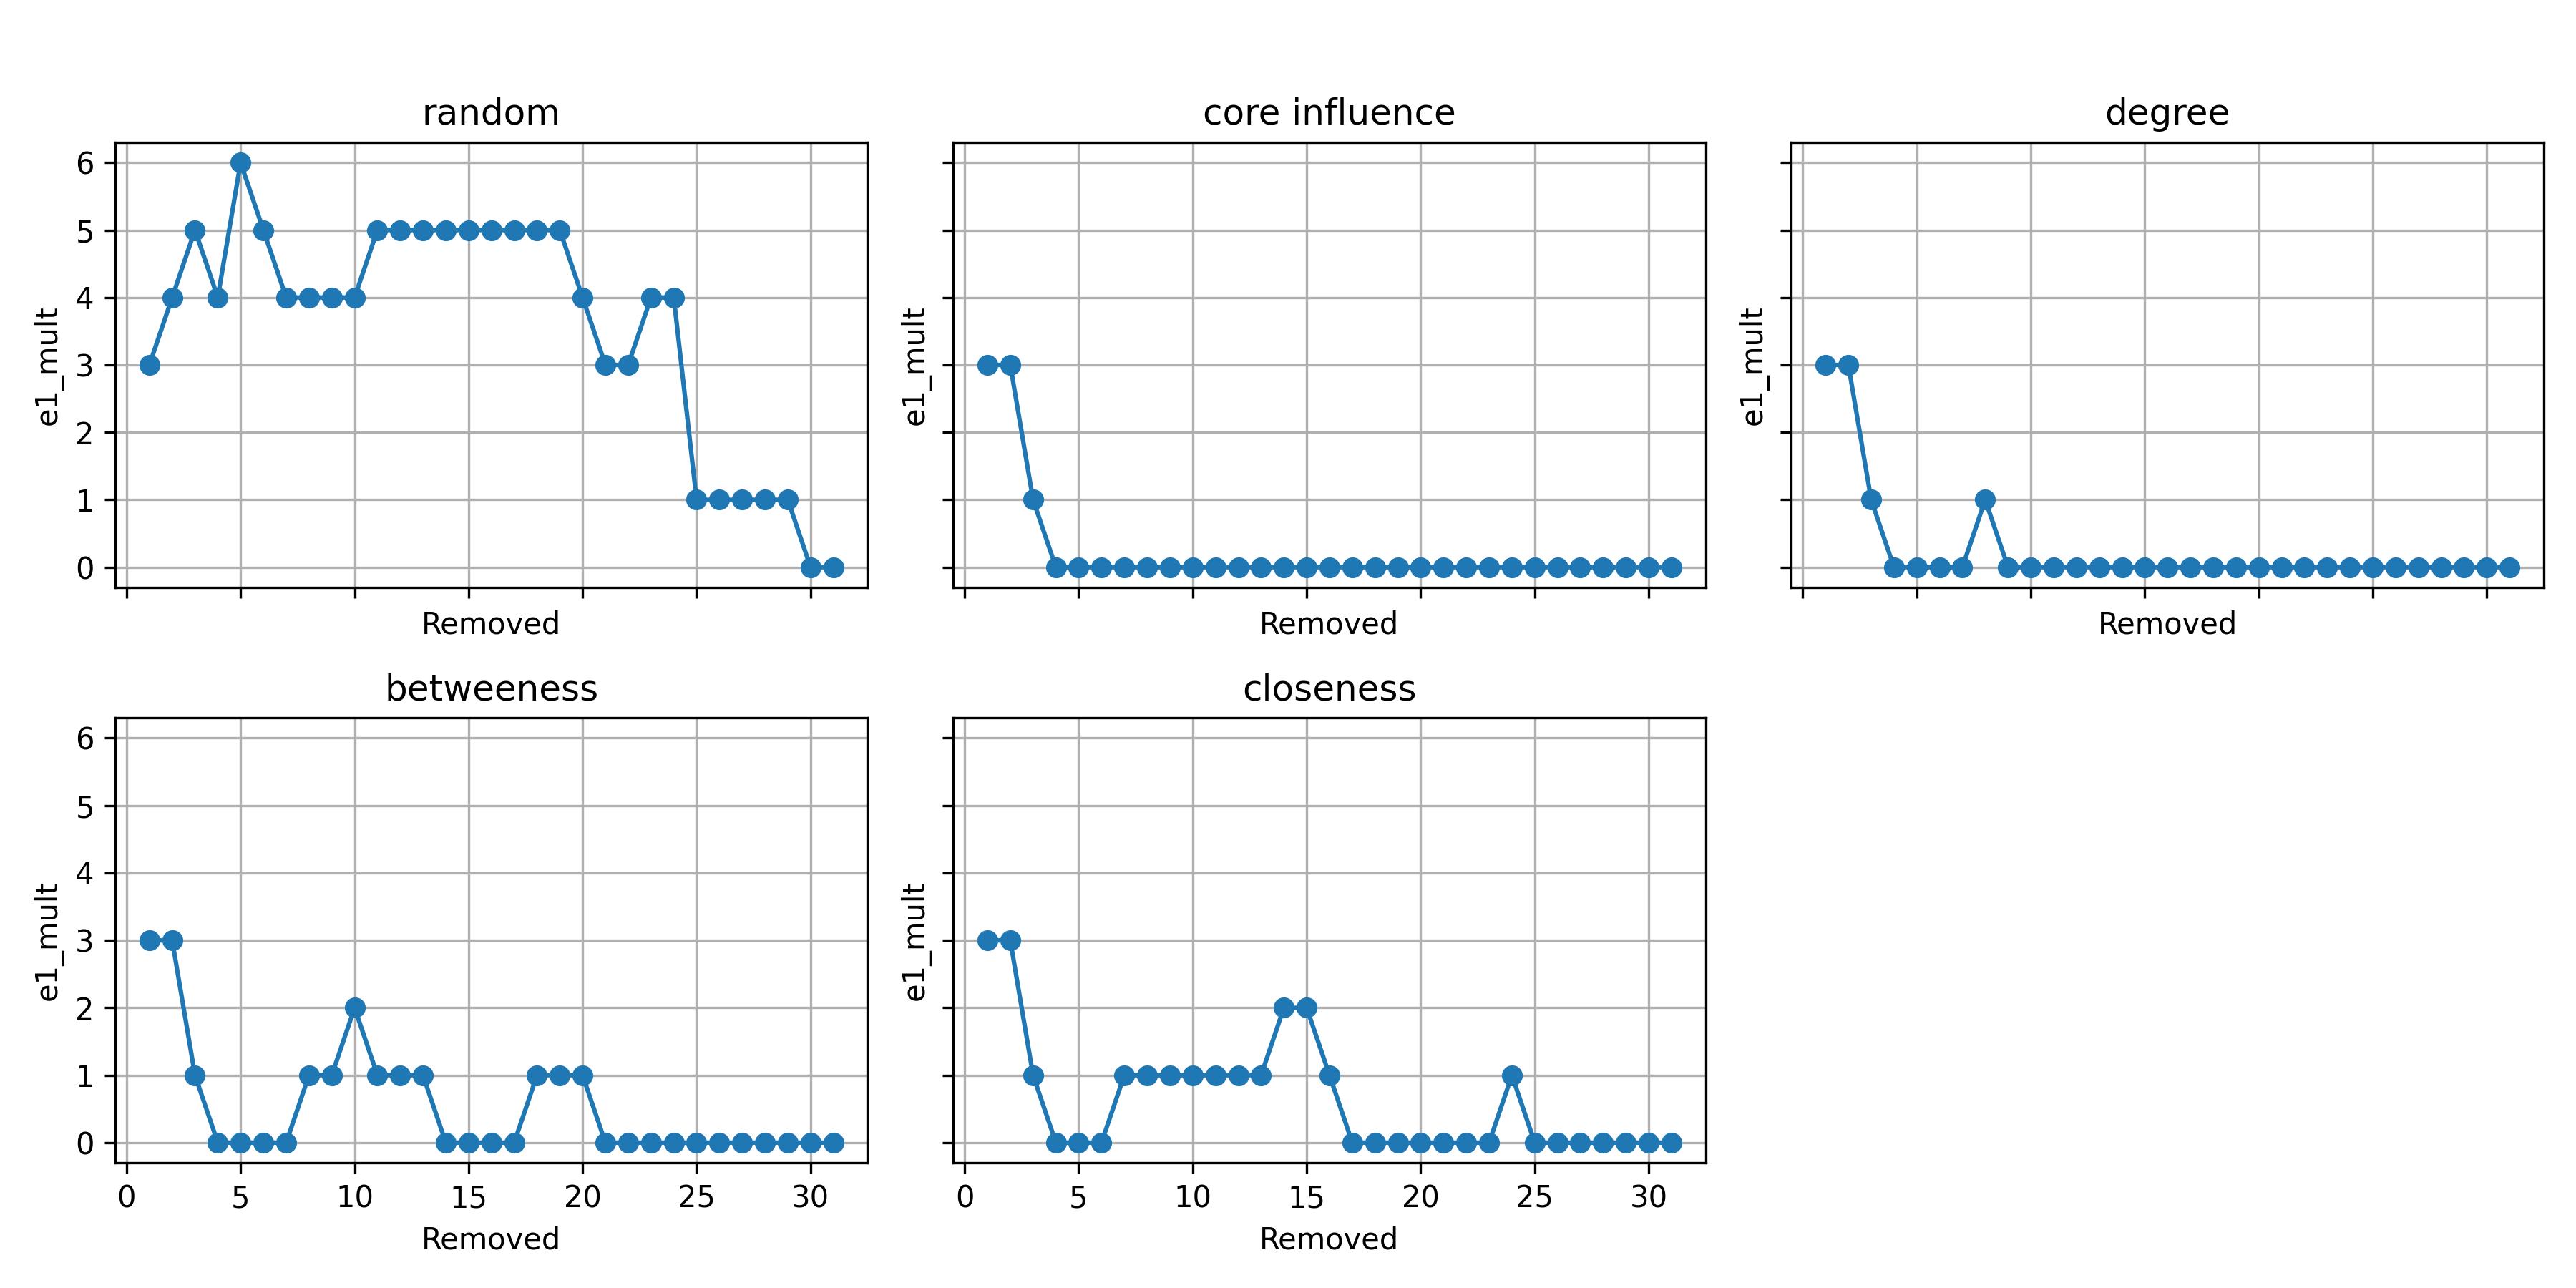 random
core influence
degree
6
5
4
3
2
1
0
e1_mult
e1_mult
e1_mult
Removed
Removed
Removed
betweeness
closeness
6
5
4
3
2
1
0
e1_mult
e1_mult
0 5 10 15 20 25 30
0 5 10 15 20 25 30
Removed
Removed